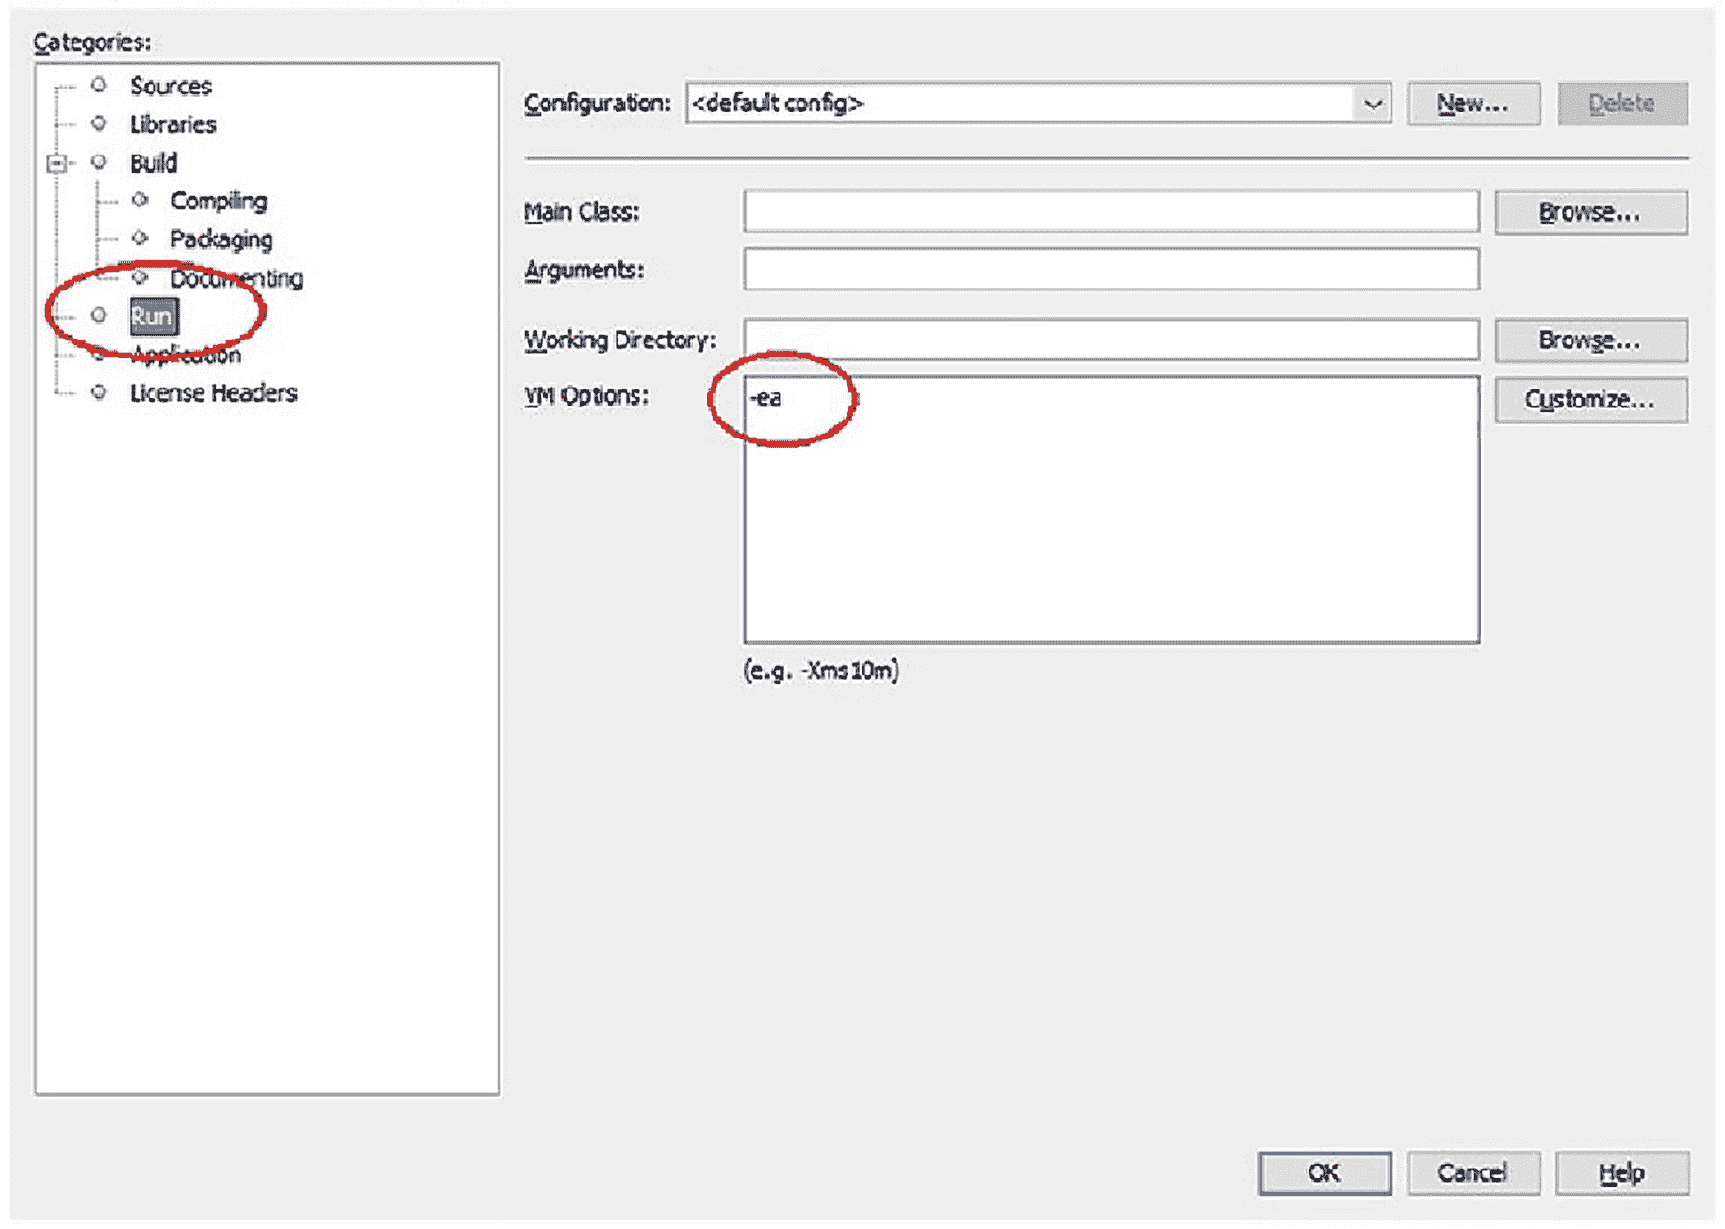 Categories:
Sources
Libraries
Build
Compiling
Packaging
Documenting
Run
Application
License Headers
Configuration: <default config> New... Delete
Main Class: Browse...
Arguments:
Working Directory: Browse...
VM Options: -ea Customize...
(e.g. -Xms10m)
OK Cancel Help